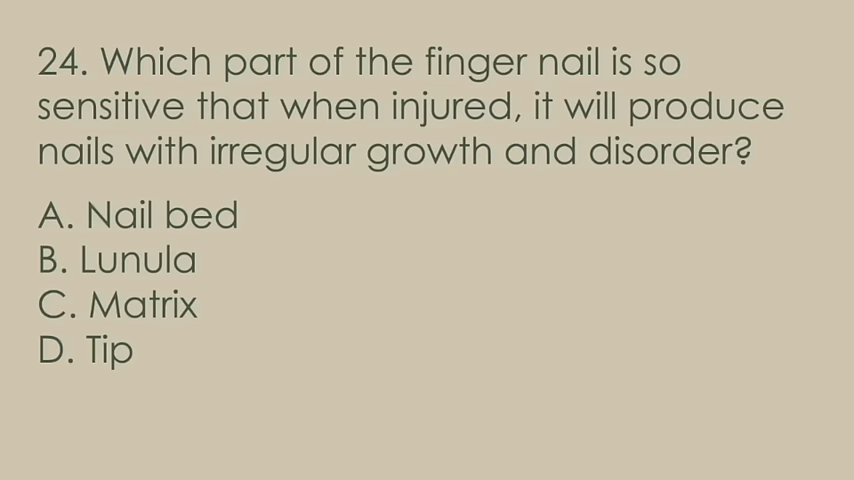 24. Which part of the finger nail is so
sensitive that when injured, it will produce
nails with irregular growth and disorder?
A. Nail bed
B. Lunula
C. Matrix
D. Tip